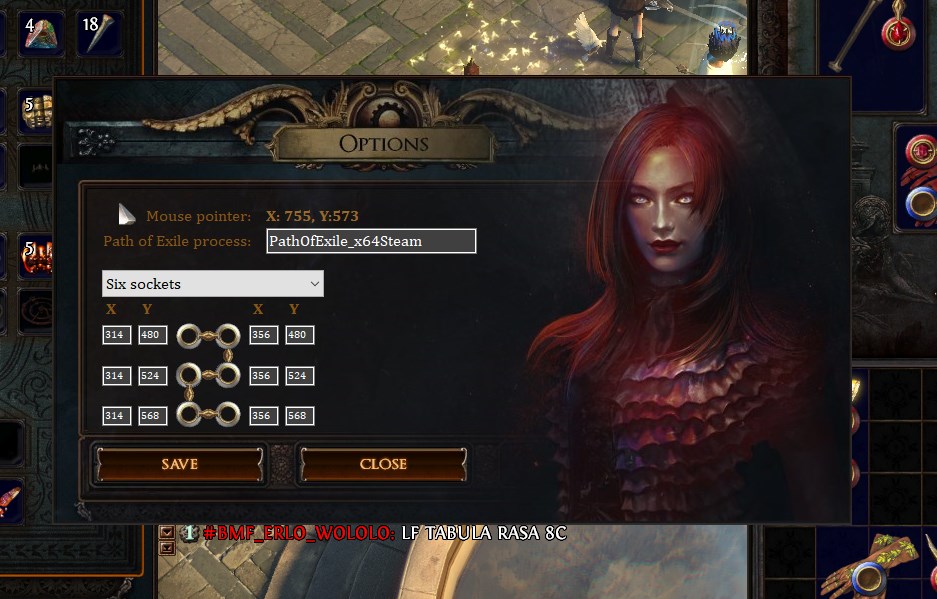 4
18
5
5
OPTIONS
Mouse pointer: X: 755, Y:573
Path of Exile process: PathOfExile_x64Steam
Six sockets
X Y X Y
314 480 356 480
314 524 356 524
314 568 356 568
SAVE CLOSE
1 #BMF_ERLO_WOLOLO: LF TABULA RASA 8C